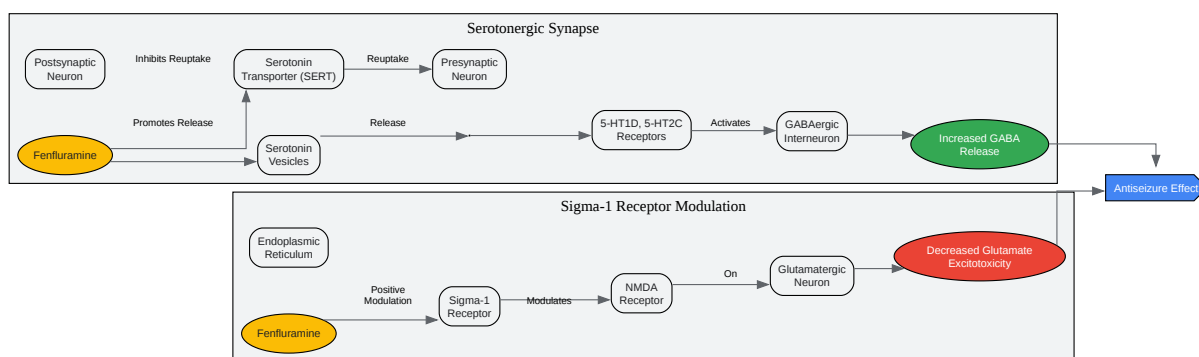 Serotonergic Synapse
Postsynaptic
Neuron
Inhibits Reuptake
Serotonin
Transporter (SERT)
Reuptake
Presynaptic
Neuron
Fenfluramine
Promotes Release
Serotonin
Vesicles
Release
5-HT1D, 5-HT2C
Receptors
Activates
GABAergic
Interneuron
Increased GABA
Release
Antiseizure Effect
Sigma-1 Receptor Modulation
Endoplasmic
Reticulum
Fenfluramine
Positive
Modulation
Sigma-1
Receptor
Modulates
NMDA
Receptor
On
Glutamatergic
Neuron
Decreased Glutamate
Excitotoxicity